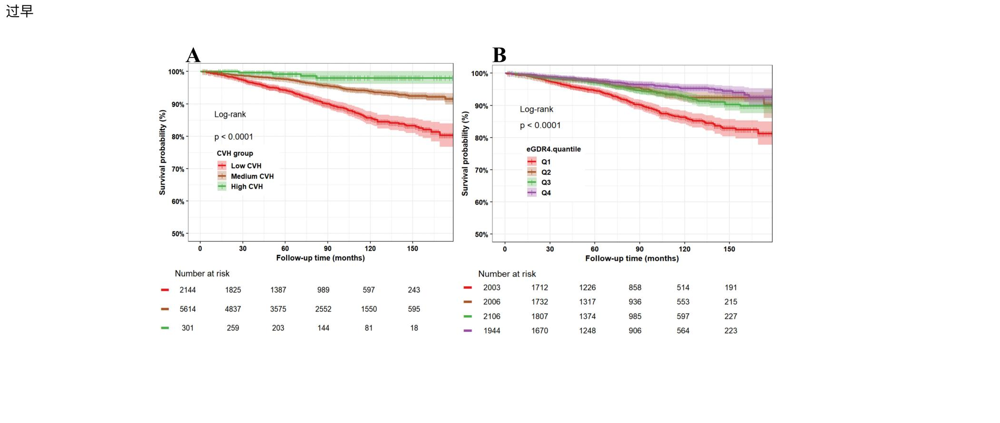 过早
A
100%
90%
80%
70%
60%
50%
Survival probability (%)
Log-rank
p < 0.0001
CVH group
Low CVH
Medium CVH
High CVH
0 30 60 90 120 150
Follow-up time (months)
Number at risk
2144 1825 1387 989 597 243
5614 4837 3575 2552 1550 595
301 259 203 144 81 18
B
100%
90%
80%
70%
60%
50%
Survival probability (%)
Log-rank
p < 0.0001
eGDR4.quantile
Q1
Q2
Q3
Q4
0 30 60 90 120 150
Follow-up time (months)
Number at risk
2003 1712 1226 858 514 191
2006 1732 1317 936 553 215
2106 1807 1374 985 597 227
1944 1670 1248 906 564 223